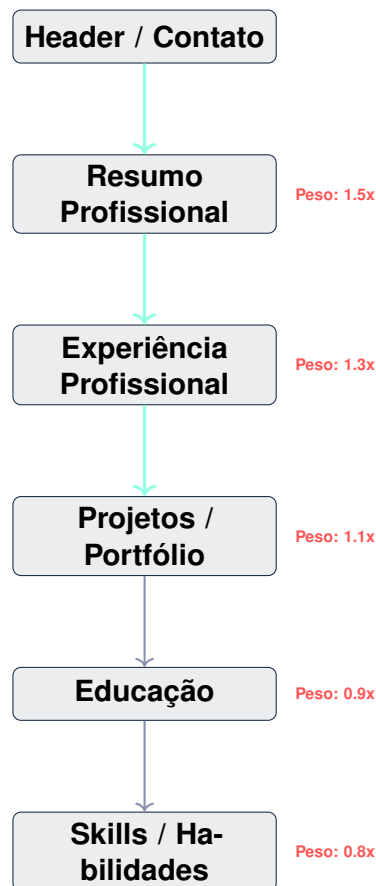 Header / Contato
Resumo
Profissional
Peso: 1.5x
Experiência
Profissional
Peso: 1.3x
Projetos /
Portfólio
Peso: 1.1x
Educação
Peso: 0.9x
Skills / Ha-
bilidades
Peso: 0.8x